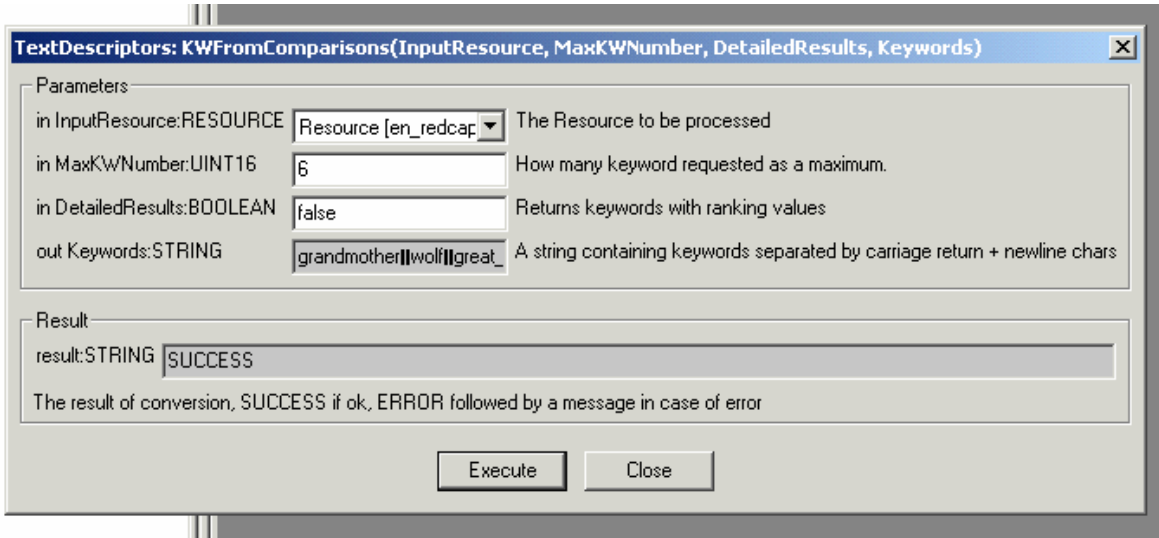 TextDescriptors: KWFromComparisons(InputResource, MaxKWNumber, DetailedResults, Keywords)
Parameters
in InputResource:RESOURCE Resource [en_redcap The Resource to be processed
in MaxKWNumber:UINT16 6 How many keyword requested as a maximum.
in DetailedResults:BOOLEAN false Returns keywords with ranking values
out Keywords:STRING grandmother||wolf||great_ A string containing keywords separated by carriage return + newline chars
Result
result:STRING SUCCESS
The result of conversion, SUCCESS if ok, ERROR followed by a message in case of error
Execute Close